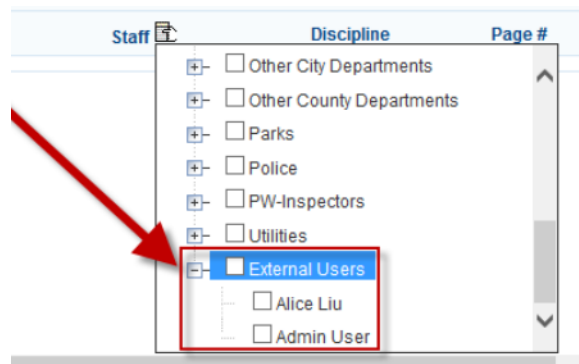 Staff Discipline Page #
Other City Departments
Other County Departments
Parks
Police
PW-Inspectors
Utilities
External Users
Alice Liu
Admin User